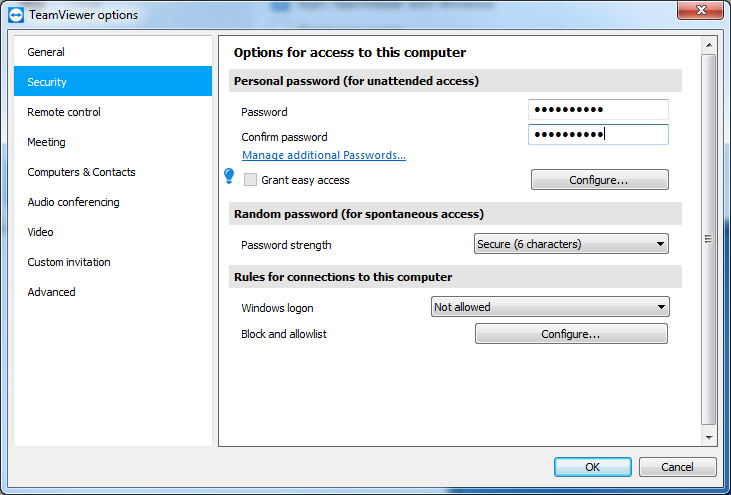 TeamViewer options
General
Security
Remote control
Meeting
Computers & Contacts
Audio conferencing
Video
Custom invitation
Advanced
Options for access to this computer
Personal password (for unattended access)
Password ••••••••••
Confirm password ••••••••••
Manage additional Passwords...
Grant easy access Configure...
Random password (for spontaneous access)
Password strength Secure (6 characters)
Rules for connections to this computer
Windows logon Not allowed
Block and allowlist Configure...
OK Cancel